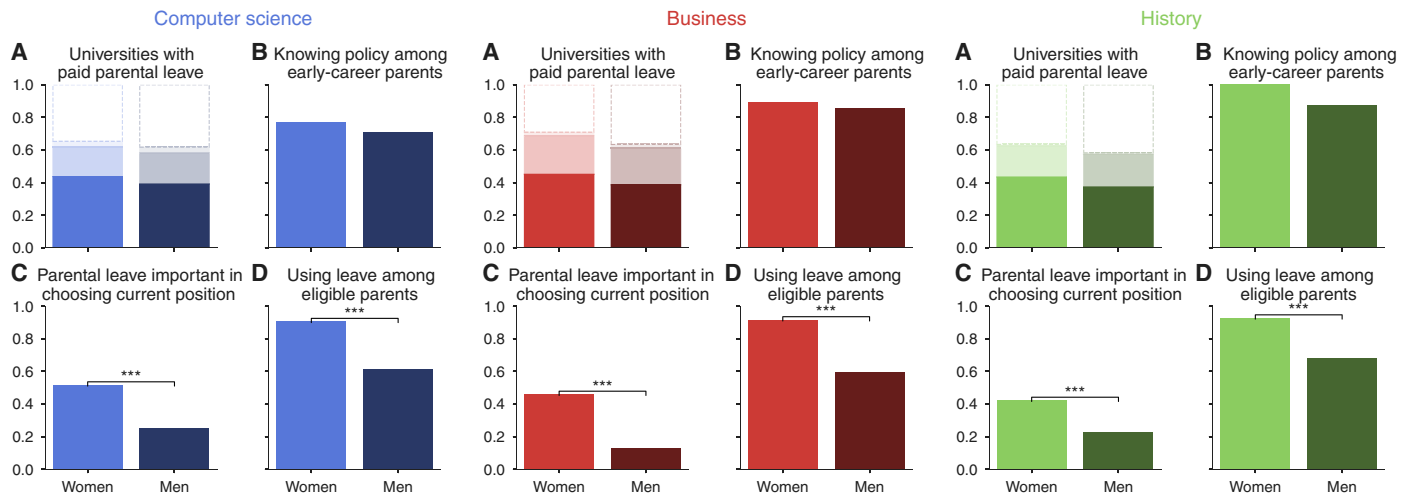 Computer science
A
Universities with
paid parental leave
1.0
0.8
0.6
0.4
0.2
0.0
B
Knowing policy among
early-career parents
1.0
0.8
0.6
0.4
0.2
0.0
C
Parental leave important in
choosing current position
1.0
0.8
0.6
0.4
0.2
0.0
***
Women
Men
D
Using leave among
eligible parents
1.0
0.8
0.6
0.4
0.2
0.0
***
Women
Men
Business
A
Universities with
paid parental leave
1.0
0.8
0.6
0.4
0.2
0.0
B
Knowing policy among
early-career parents
1.0
0.8
0.6
0.4
0.2
0.0
C
Parental leave important in
choosing current position
1.0
0.8
0.6
0.4
0.2
0.0
***
Women
Men
D
Using leave among
eligible parents
1.0
0.8
0.6
0.4
0.2
0.0
***
Women
Men
History
A
Universities with
paid parental leave
1.0
0.8
0.6
0.4
0.2
0.0
B
Knowing policy among
early-career parents
1.0
0.8
0.6
0.4
0.2
0.0
C
Parental leave important in
choosing current position
1.0
0.8
0.6
0.4
0.2
0.0
***
Women
Men
D
Using leave among
eligible parents
1.0
0.8
0.6
0.4
0.2
0.0
***
Women
Men